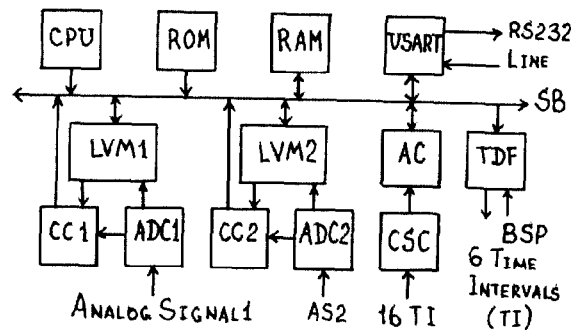 CPU
ROM
RAM
USART
RS232
LINE
SB
LVM1
LVM2
AC
TDF
CC1
ADC1
CC2
ADC2
CSC
BSP
ANALOG SIGNAL1
AS2
16 TI
6 TIME
INTERVALS
(TI)